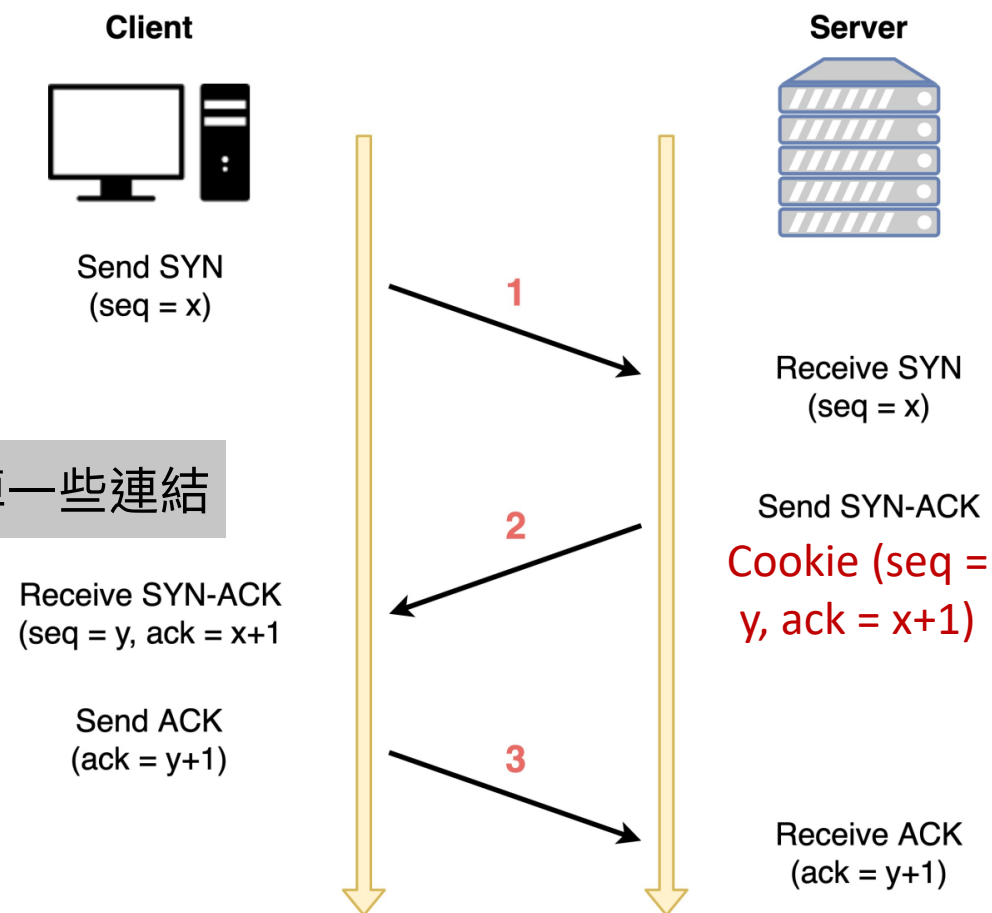 Client
Server
Send SYN
(seq = x)
1
Receive SYN
(seq = x)
一些連結
2
Send SYN-ACK
Cookie (seq =
y, ack = x+1)
Receive SYN-ACK
(seq = y, ack = x+1
Send ACK
(ack = y+1)
3
Receive ACK
(ack = y+1)